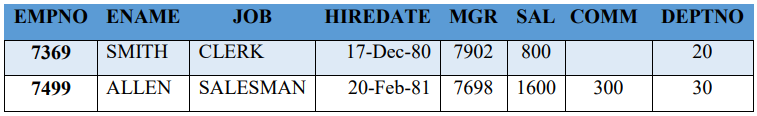 EMPNO ENAME JOB HIREDATE MGR SAL COMM DEPTNO
7369 SMITH CLERK 17-Dec-80 7902 800 20
7499 ALLEN SALESMAN 20-Feb-81 7698 1600 300 30